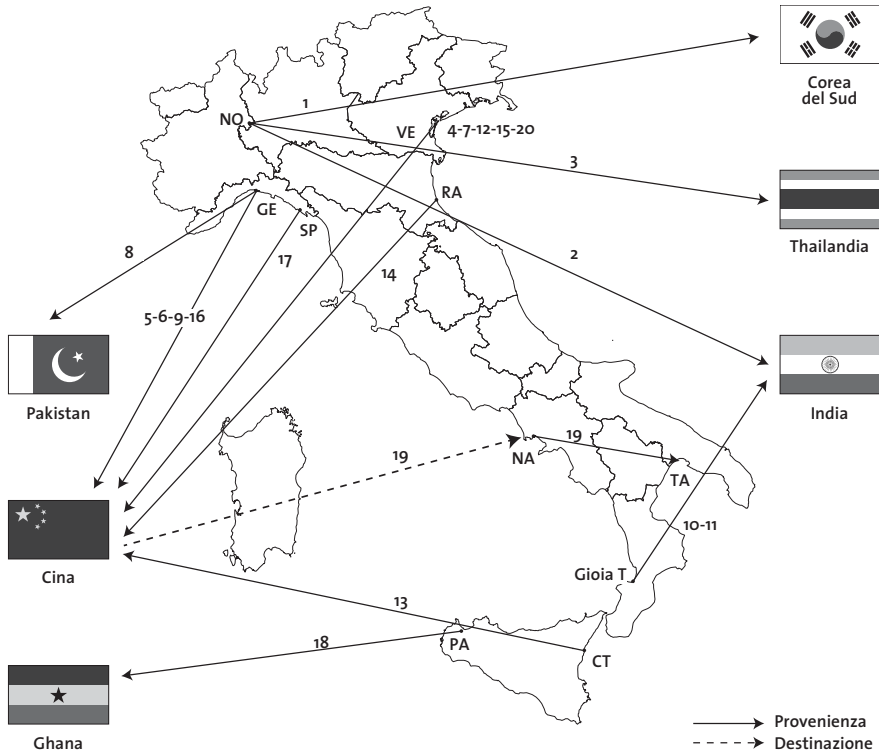 Corea
del Sud
1
NO
VE
4-7-12-15-20
3
Thailandia
RA
GE
SP
8
17
14
2
5-6-9-16
Pakistan
India
19
NA
19
TA
10-11
Cina
Gioia T.
13
18
PA
CT
Ghana
Provenienza
Destinazione